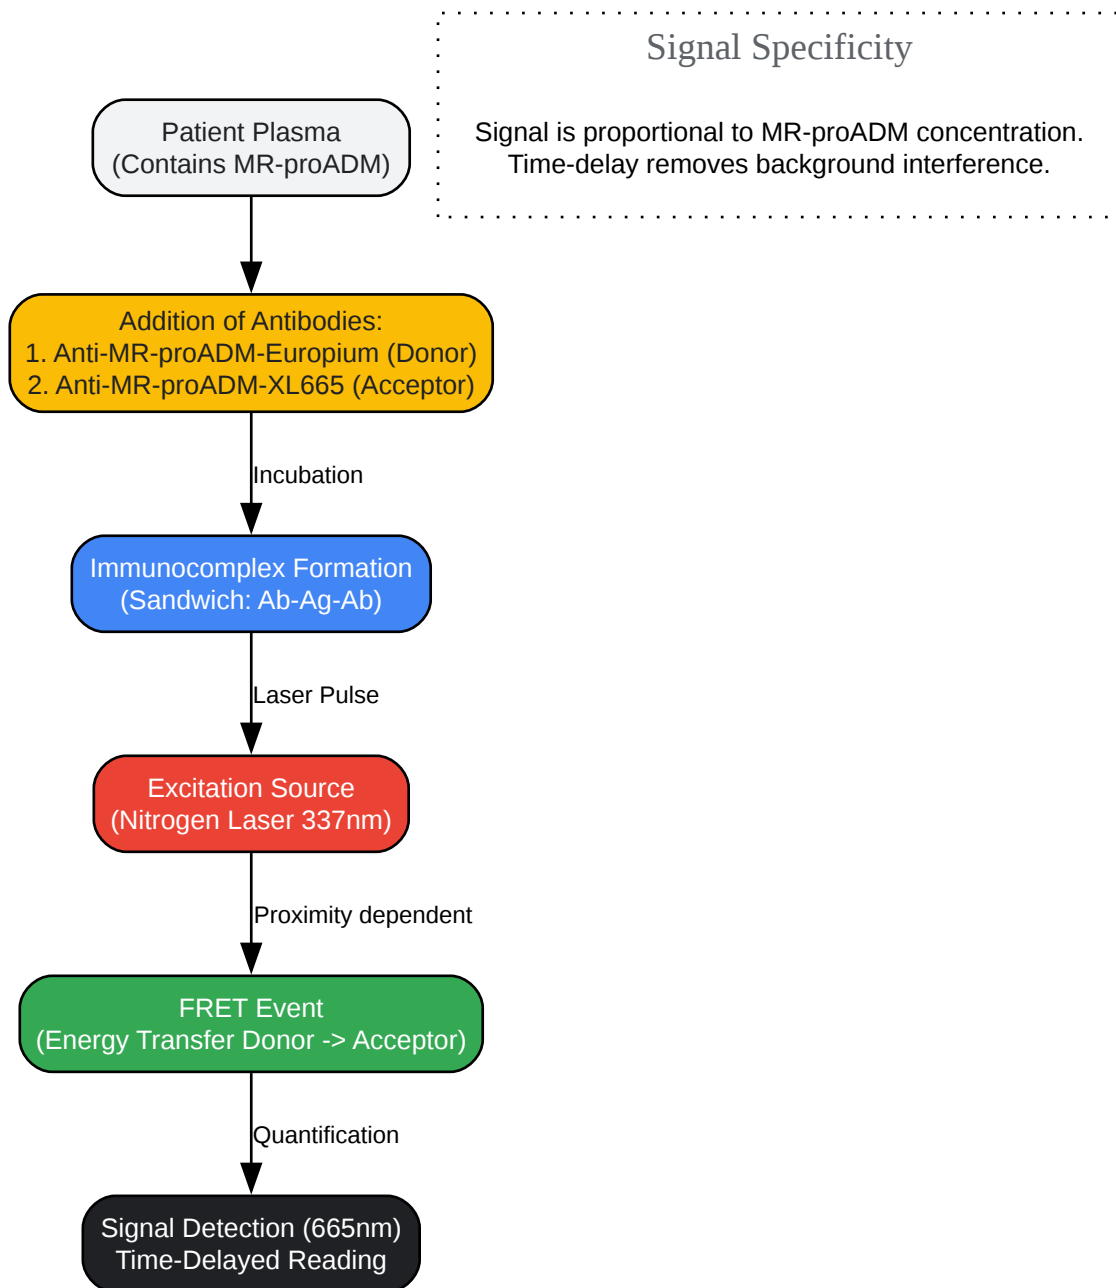 Signal Specificity
Signal is proportional to MR-proADM concentration.
Time-delay removes background interference.
Patient Plasma
(Contains MR-proADM)
Addition of Antibodies:
1. Anti-MR-proADM-Europium (Donor)
2. Anti-MR-proADM-XL665 (Acceptor)
Incubation
Immunocomplex Formation
(Sandwich: Ab-Ag-Ab)
Laser Pulse
Excitation Source
(Nitrogen Laser 337nm)
Proximity dependent
FRET Event
(Energy Transfer Donor -> Acceptor)
Quantification
Signal Detection (665nm)
Time-Delayed Reading